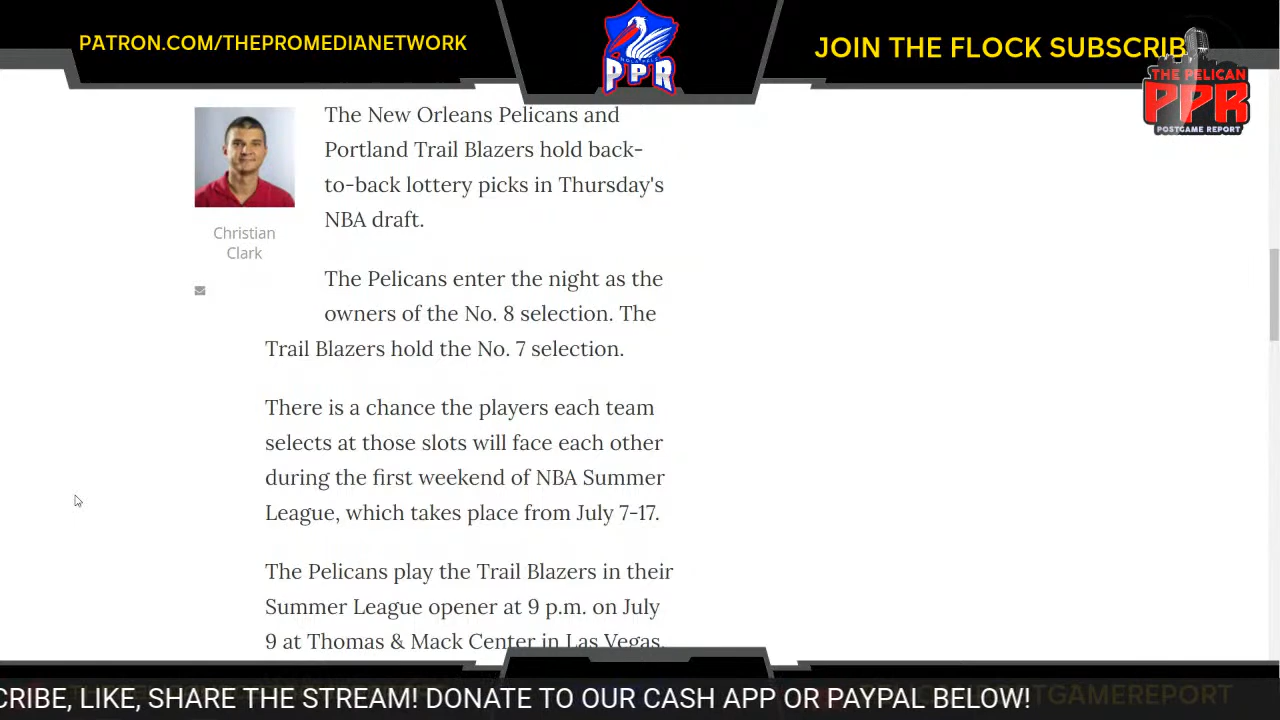 PATRON.COM/THEPROMEDIANETWORK
PPR
JOIN THE FLOCK SUBSCRIB
THE PELICAN
PPR
POSTGAME REPORT
The New Orleans Pelicans and
Portland Trail Blazers hold back-
to-back lottery picks in Thursday's
NBA draft.
Christian
Clark
The Pelicans enter the night as the
owners of the No. 8 selection. The
Trail Blazers hold the No. 7 selection.
There is a chance the players each team
selects at those slots will face each other
during the first weekend of NBA Summer
League, which takes place from July 7-17.
The Pelicans play the Trail Blazers in their
Summer League opener at 9 p.m. on July
9 at Thomas & Mack Center in Las Vegas.
CRIBE, LIKE, SHARE THE STREAM! DONATE TO OUR CASH APP OR PAYPAL BELOW!